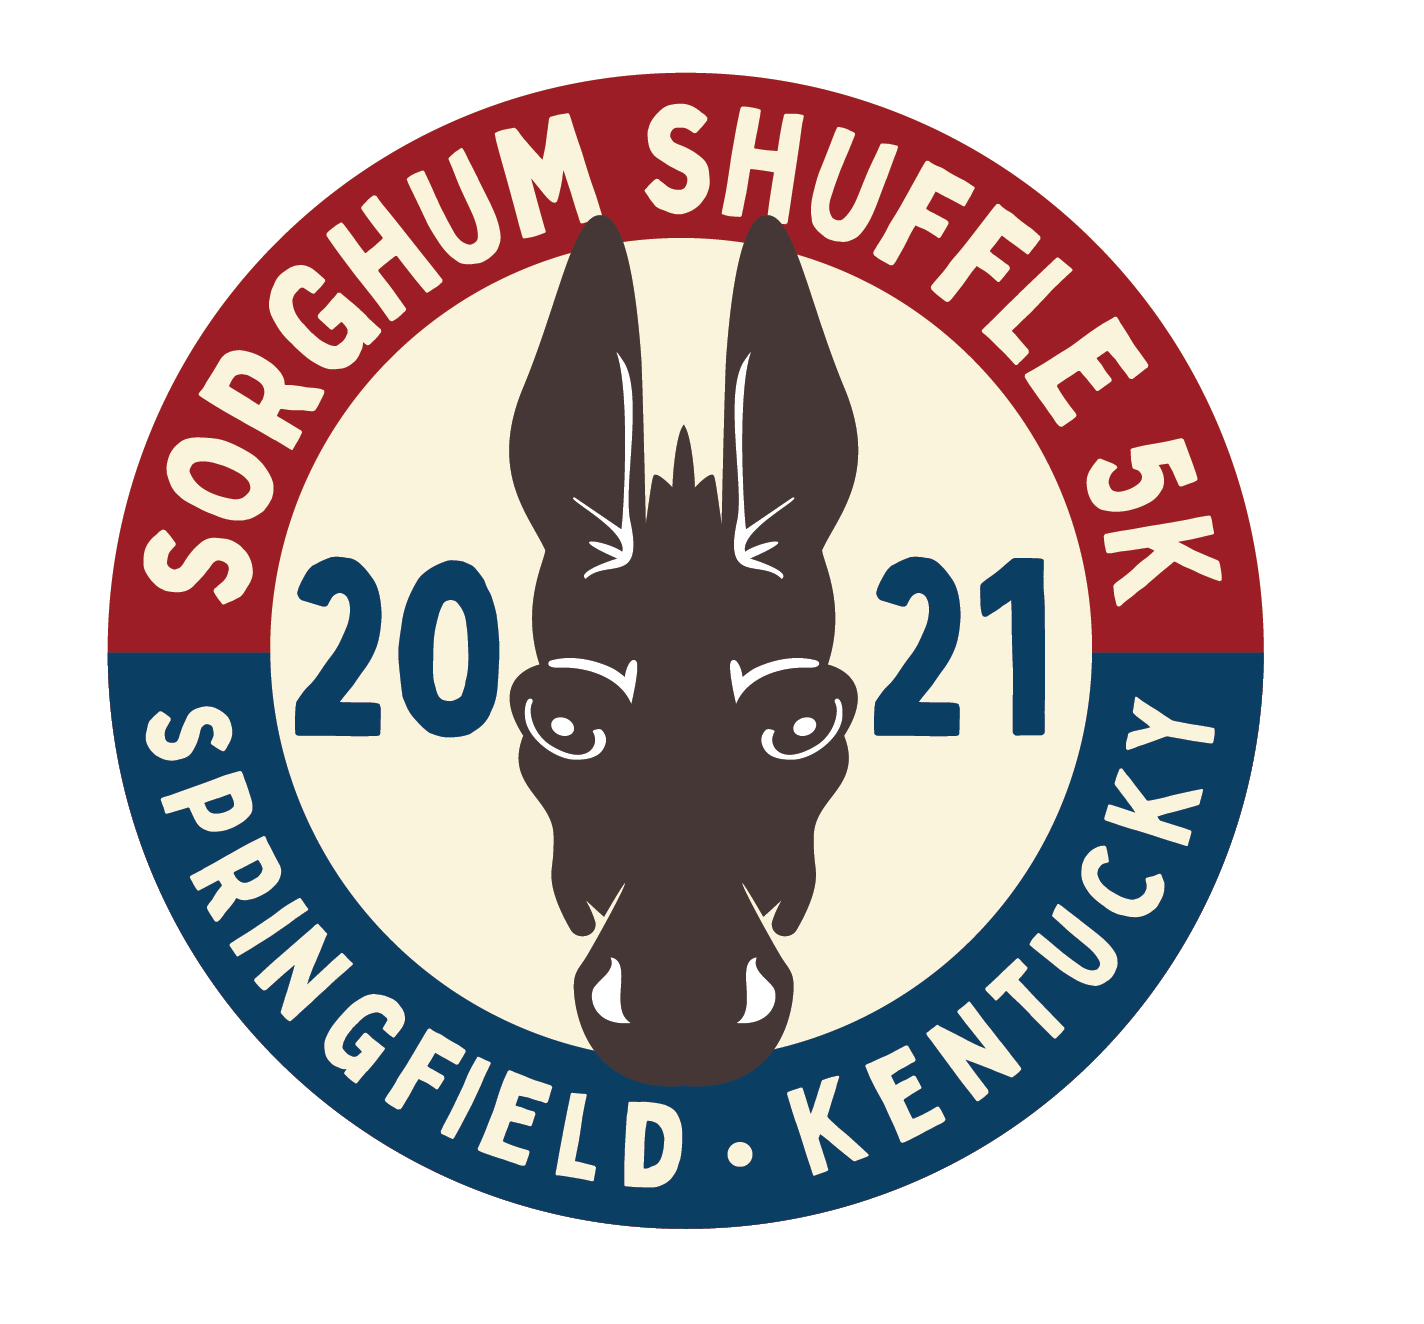 SORGHUM SHUFFLE 5K
2021
SPRINGFIELD • KENTUCKY